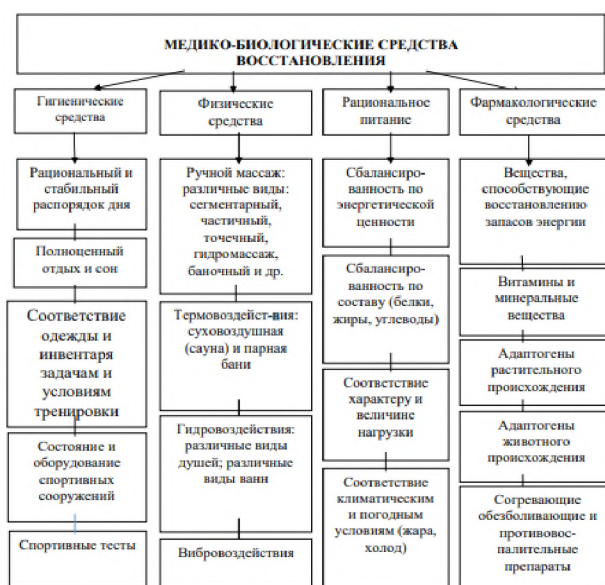 МЕДИКО-БИОЛОГИЧЕСКИЕ СРЕДСТВА
ВОССТАНОВЛЕНИЯ
Гигиенические
средства
Рациональный и
стабильный
распорядок дня
Полноценный
отдых и сон
Соответствие
одежды и
инвентаря
задачам и
условиям
тренировки
Состояние и
оборудование
спортивных
сооружений
Спортивные тесты
Физические
средства
Ручной массаж:
различные виды:
сегментарный,
частичный,
точечный,
гидромассаж,
баночный и др.
Термовоздейст-вия:
суховоздушная
(сауна) и парная
бани
Гидровоздействия:
различные виды
душей; различные
виды ванн
Вибровоздействия
Рациональное
питание
Сбалансиро-
ванность по
энергетической
ценности
Сбалансиро-
ванность по
составу (белки,
жиры, углеводы)
Соответствие
характеру и
величине
нагрузки
Соответствие
климатическим
и погодным
условиям (жара,
холод)
Фармакологические
средства
Вещества,
способствующие
восстановлению
запасов энергии
Витамины и
минеральные
вещества
Адаптогены
растительного
происхождения
Адаптогены
животного
происхождения
Согревающие
обезболивающие и
противовос-
палительные
препараты